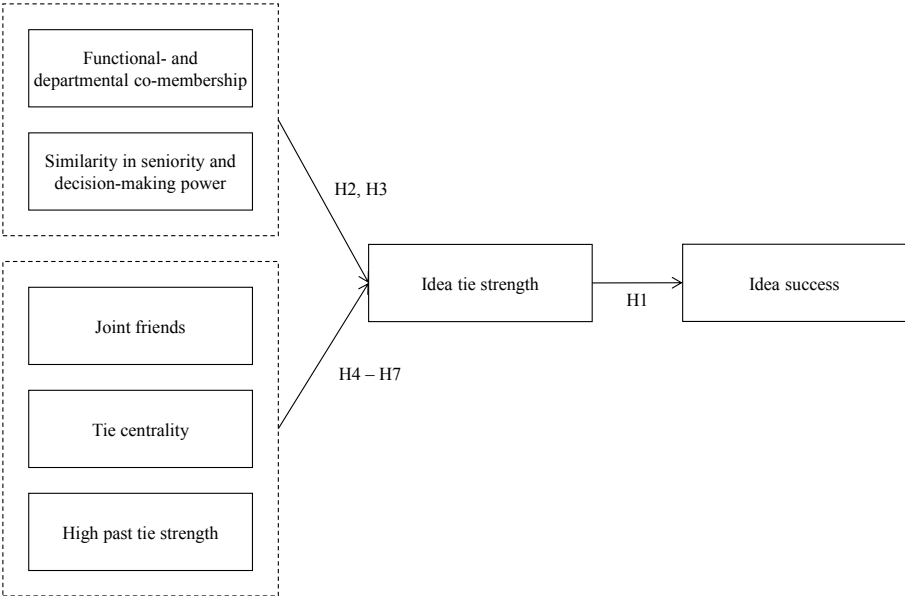 Functional- and
departmental co-membership
Similarity in seniority and
decision-making power
H2, H3
Idea tie strength
H1
Idea success
Joint friends
H4 – H7
Tie centrality
High past tie strength